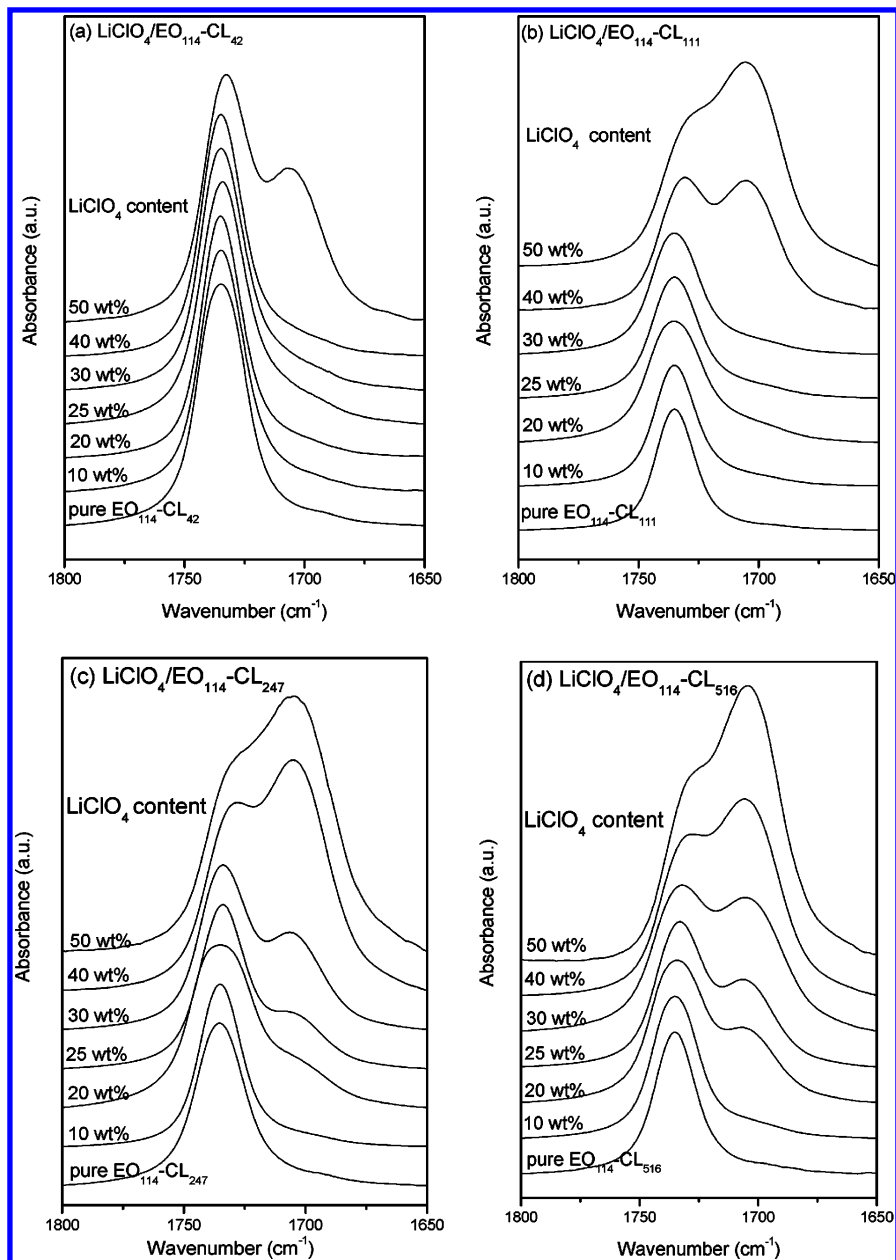 (a) LiClO₄/EO₁₁₄-CL₄₂
LiClO₄ content
50 wt%
40 wt%
30 wt%
25 wt%
20 wt%
10 wt%
pure EO₁₁₄-CL₄₂
Absorbance (a.u.)
1800 1750 1700 1650
Wavenumber (cm⁻¹)
(b) LiClO₄/EO₁₁₄-CL₁₁₁
LiClO₄ content
50 wt%
40 wt%
30 wt%
25 wt%
20 wt%
10 wt%
pure EO₁₁₄-CL₁₁₁
Absorbance (a.u.)
1800 1750 1700 1650
Wavenumber (cm⁻¹)
(c) LiClO₄/EO₁₁₄-CL₂₄₇
LiClO₄ content
50 wt%
40 wt%
30 wt%
25 wt%
20 wt%
10 wt%
pure EO₁₁₄-CL₂₄₇
Absorbance (a.u.)
1800 1750 1700 1650
Wavenumber (cm⁻¹)
(d) LiClO₄/EO₁₁₄-CL₅₁₆
LiClO₄ content
50 wt%
40 wt%
30 wt%
25 wt%
20 wt%
10 wt%
pure EO₁₁₄-CL₅₁₆
Absorbance (a.u.)
1800 1750 1700 1650
Wavenumber (cm⁻¹)